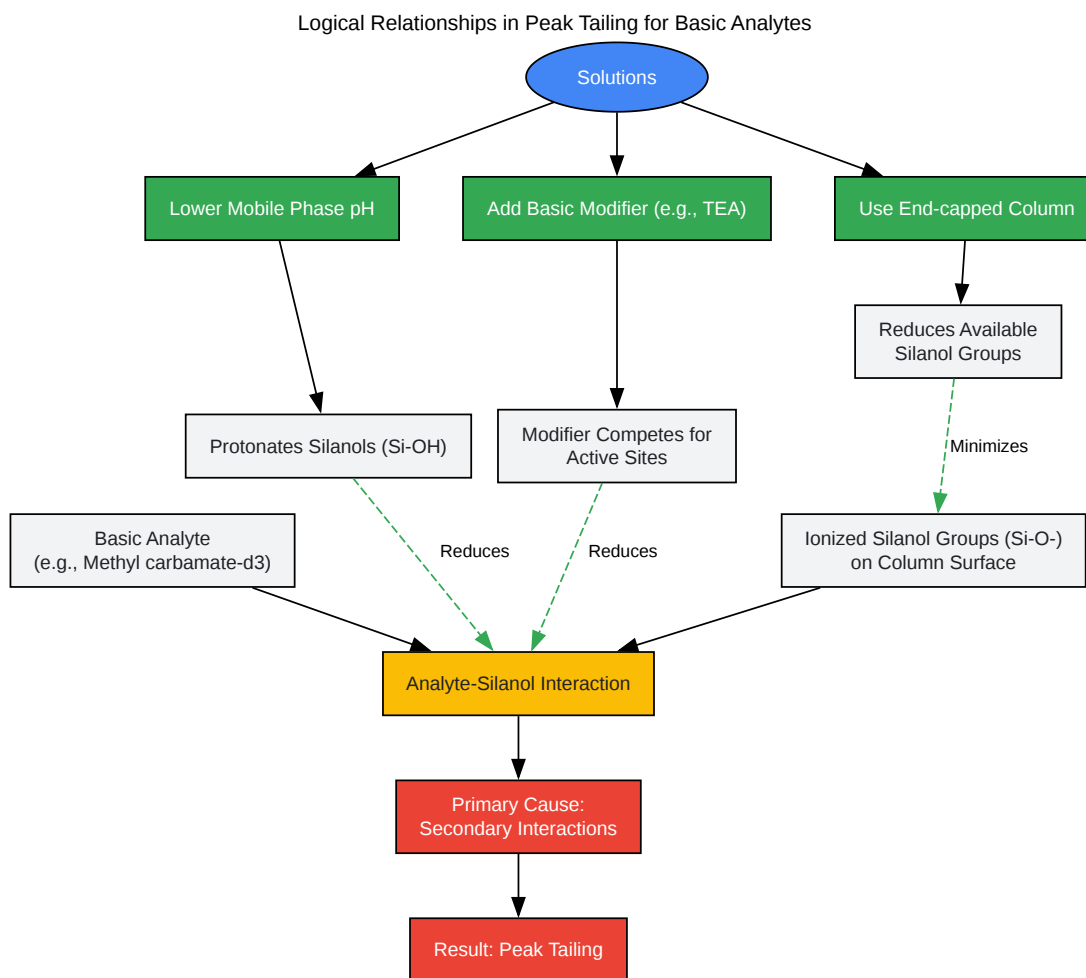 Logical Relationships in Peak Tailing for Basic Analytes
Solutions
Lower Mobile Phase pH
Add Basic Modifier (e.g., TEA)
Use End-capped Column
Reduces Available
Silanol Groups
Protonates Silanols (Si-OH)
Modifier Competes for
Active Sites
Minimizes
Basic Analyte
(e.g., Methyl carbamate-d3)
Reduces
Reduces
Ionized Silanol Groups (Si-O-)
on Column Surface
Analyte-Silanol Interaction
Primary Cause:
Secondary Interactions
Result: Peak Tailing